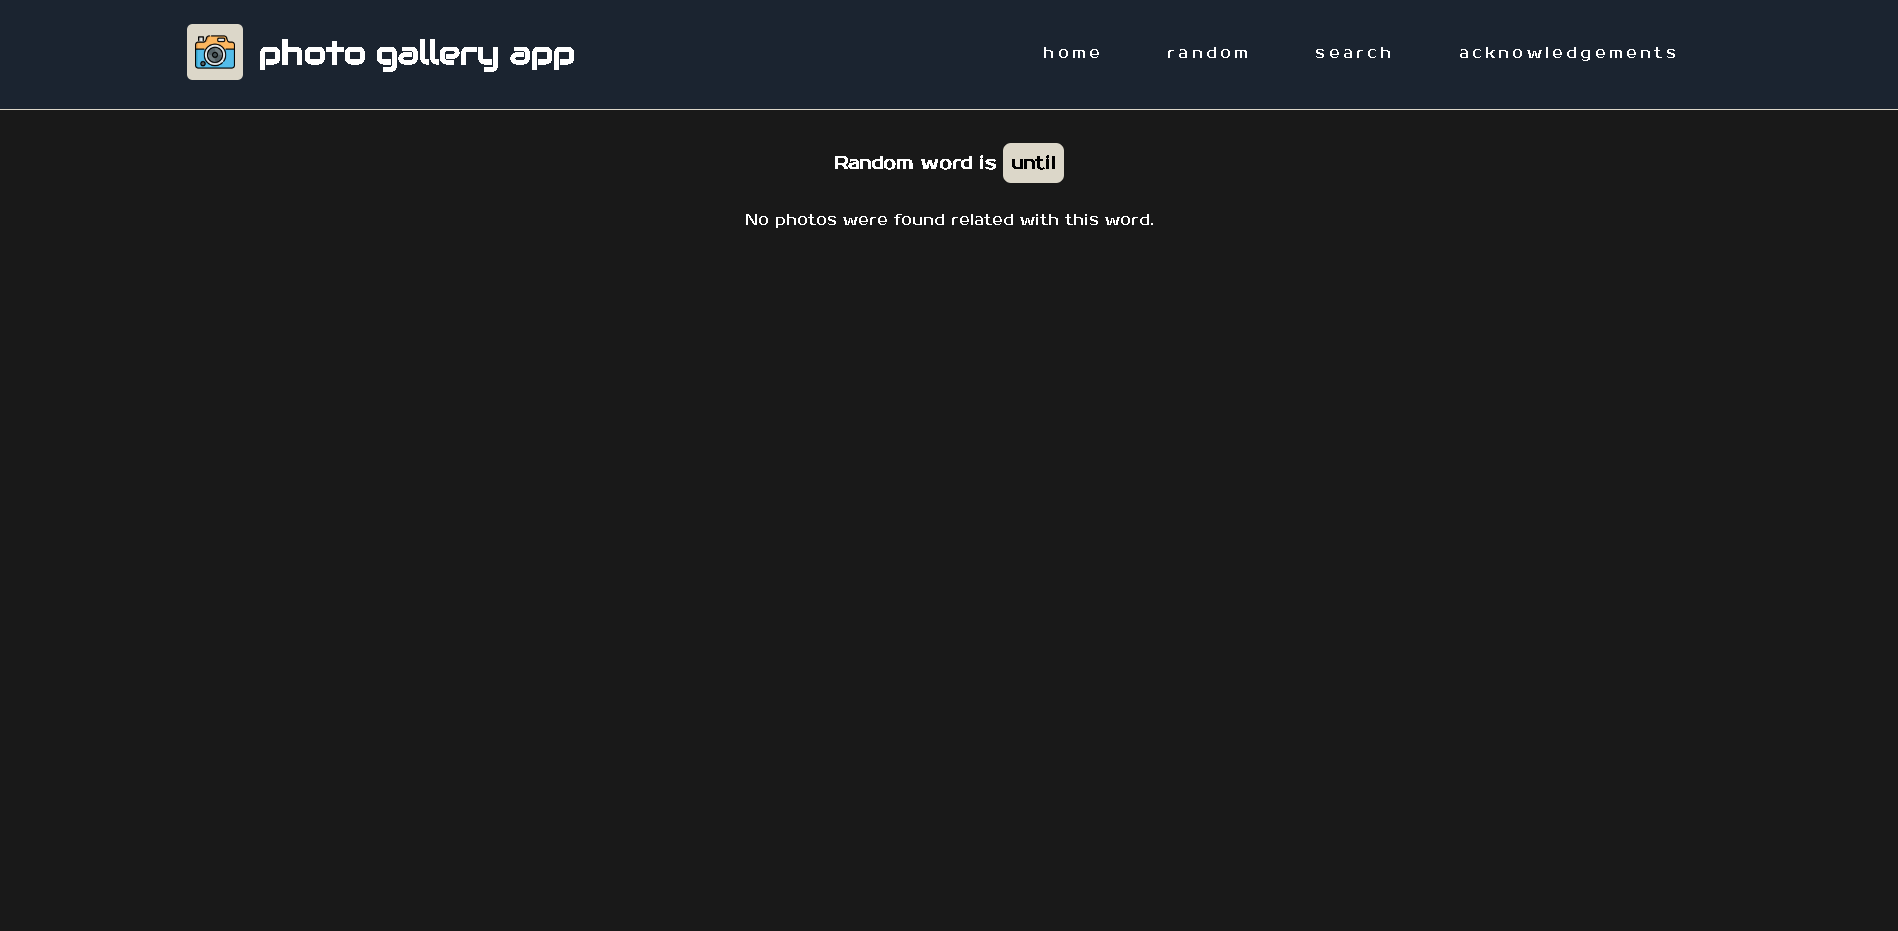 photo gallery app
home random search acknowledgements
Random word is until
No photos were found related with this word.